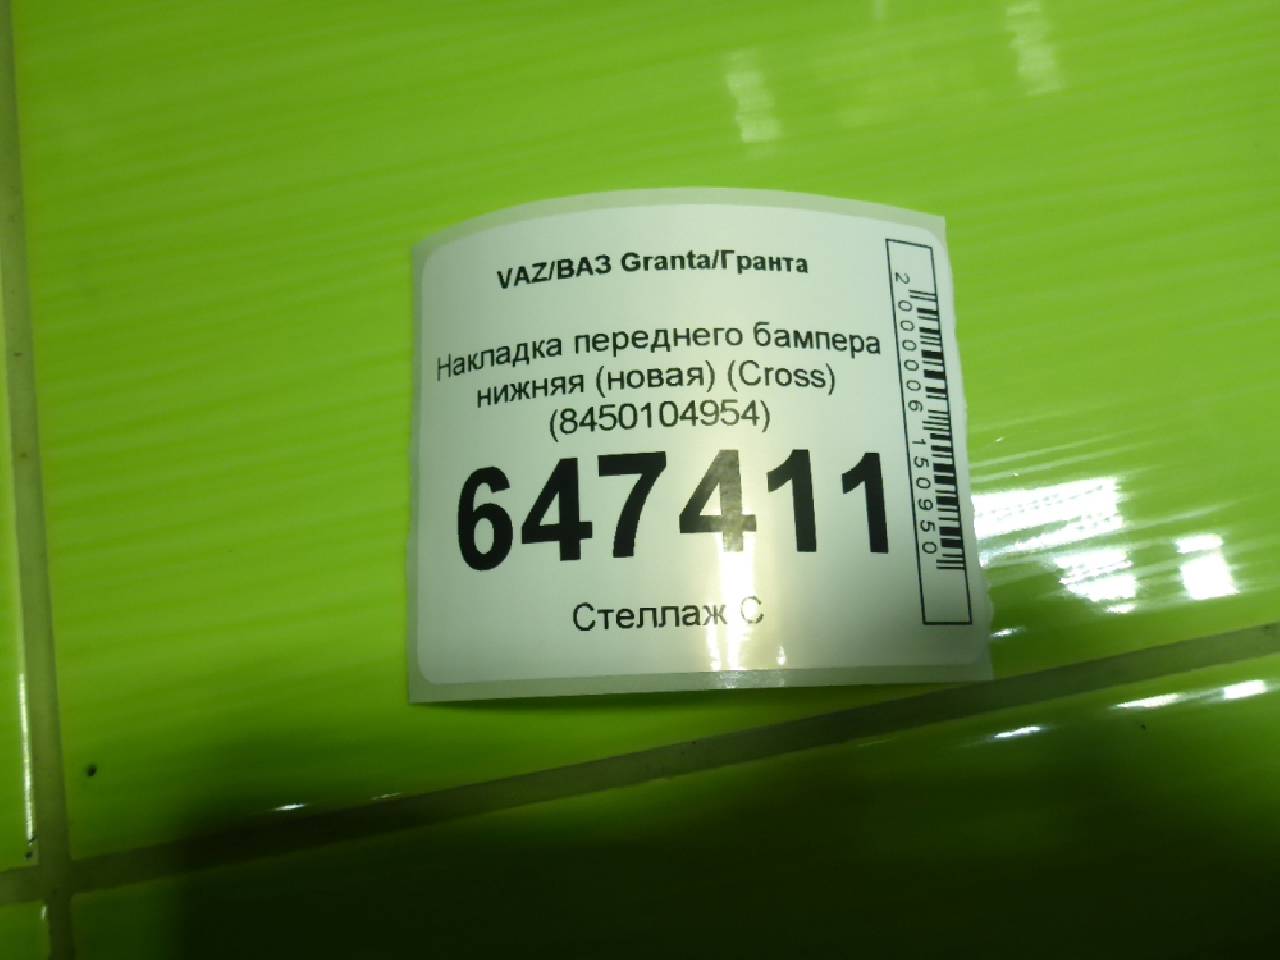 VAZ/ВАЗ Granta/Гранта
Накладка переднего бампера
нижняя (новая) (Cross)
(8450104954)
647411
Стеллаж С
2000006150950